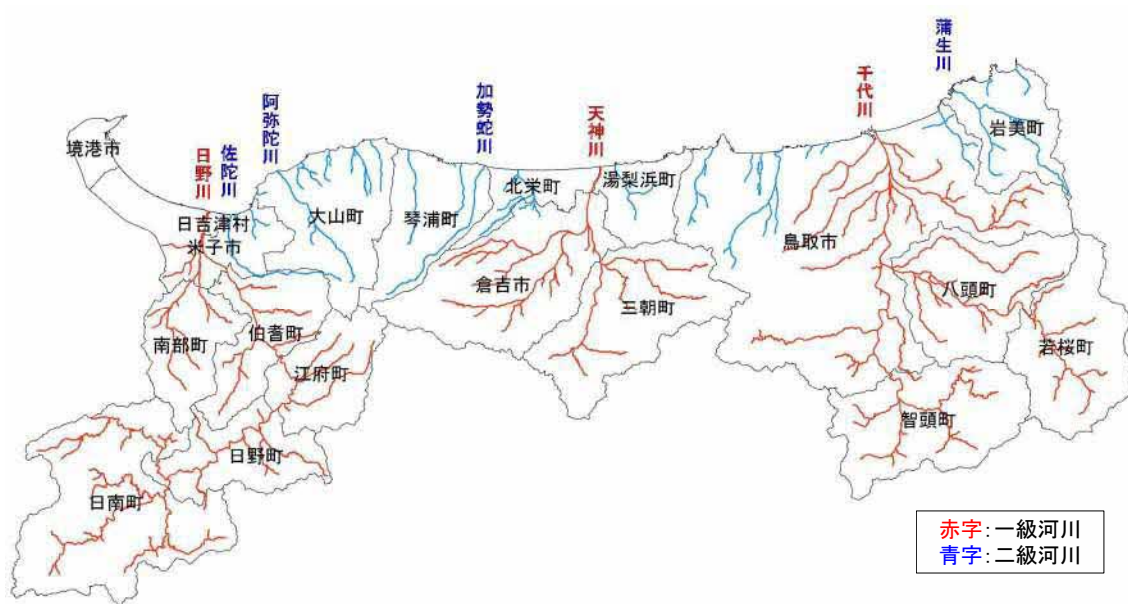 蒲生川
千代川
加勢蛇川
阿弥陀川
天神川
佐陀川
日野川
境港市
岩美町
日吉津村
米子市
大山町
琴浦町
北栄町
湯梨浜町
鳥取市
倉吉市
三朝町
八頭町
若桜町
智頭町
南部町
伯耆町
江府町
日野町
日南町
赤字:一級河川
青字:二級河川